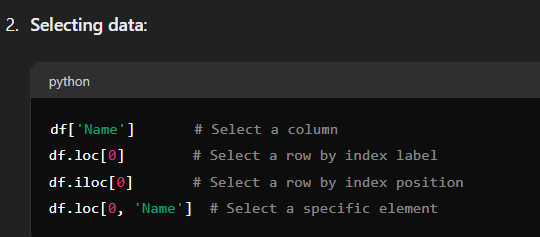 2. Selecting data:
python
df['Name']       # Select a column
df.loc[0]        # Select a row by index label
df.iloc[0]       # Select a row by index position
df.loc[0, 'Name']  # Select a specific element